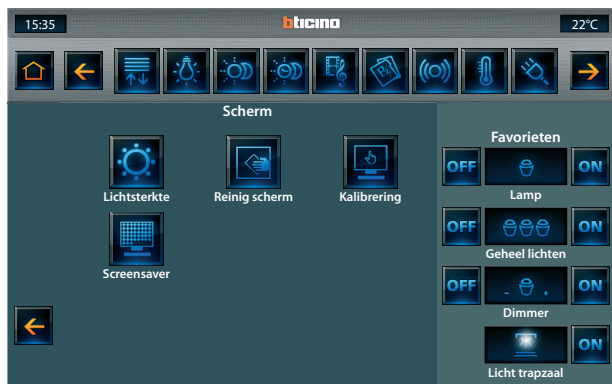 15:35
bticino
22°C
Scherm
Lichtsterkte
Reinig scherm
Kalibrering
Screensaver
Favorieten
OFF
ON
Lamp
OFF
ON
Geheel lichten
OFF
- +
ON
Dimmer
ON
Licht trapzaal